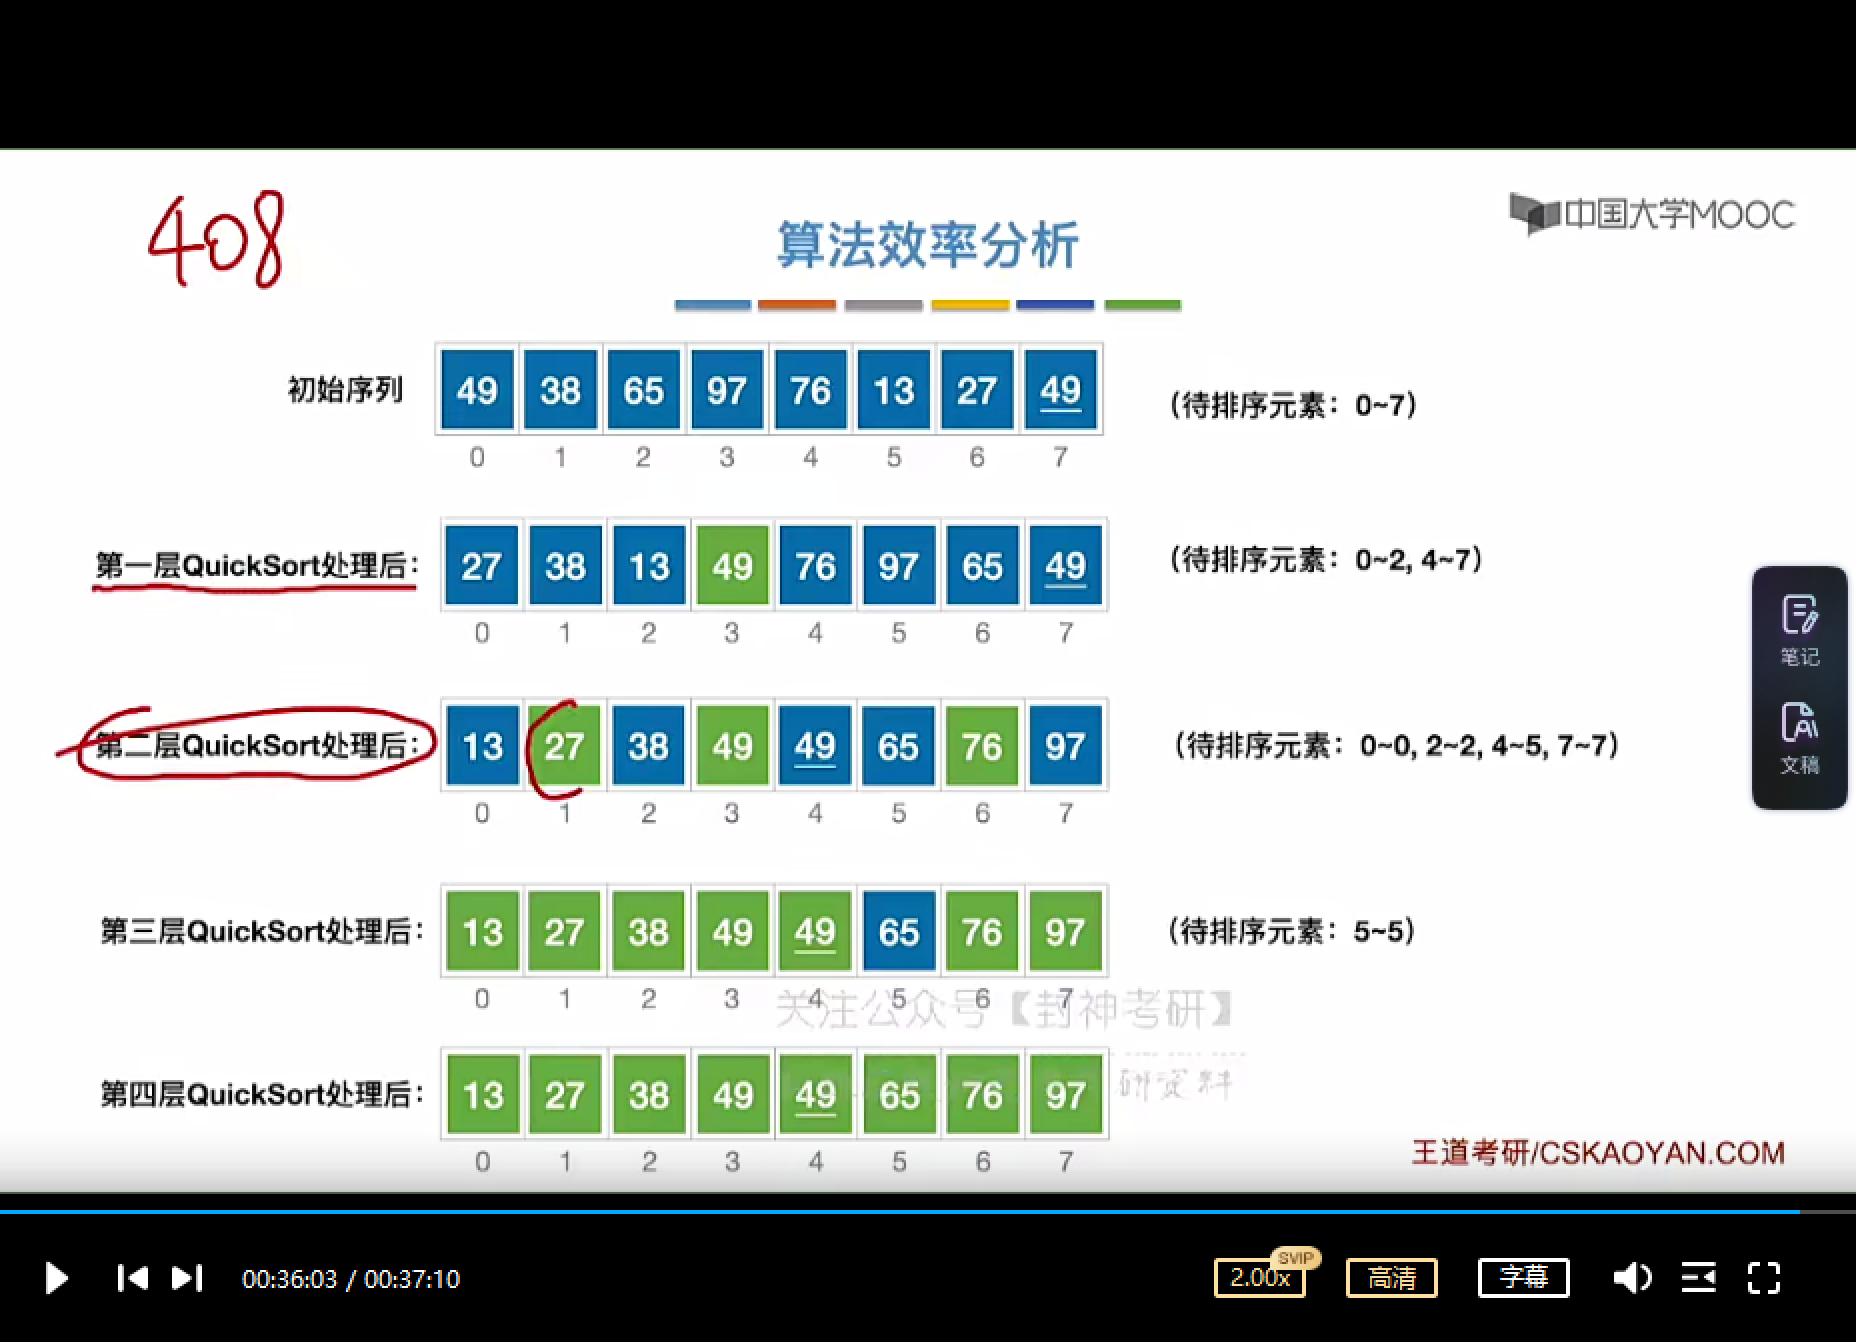 408
中国大学MOOC
算法效率分析
初始序列 49 38 65 97 76 13 27 49 (待排序元素：0~7)
0 1 2 3 4 5 6 7
第一层QuickSort处理后： 27 38 13 49 76 97 65 49 (待排序元素：0~2, 4~7)
0 1 2 3 4 5 6 7
笔记
第二层QuickSort处理后： 13 27 38 49 49 65 76 97 (待排序元素：0~0, 2~2, 4~5, 7~7)
文稿
0 1 2 3 4 5 6 7
第三层QuickSort处理后： 13 27 38 49 49 65 76 97 (待排序元素：5~5)
0 1 2 3 4 5 6 7
关注公众号【封神考研】
研资料
第四层QuickSort处理后： 13 27 38 49 49 65 76 97
王道考研/CSKAOYAN.COM
0 1 2 3 4 5 6 7
00:36:03 / 00:37:10
SVIP
2.00x 高清 字幕